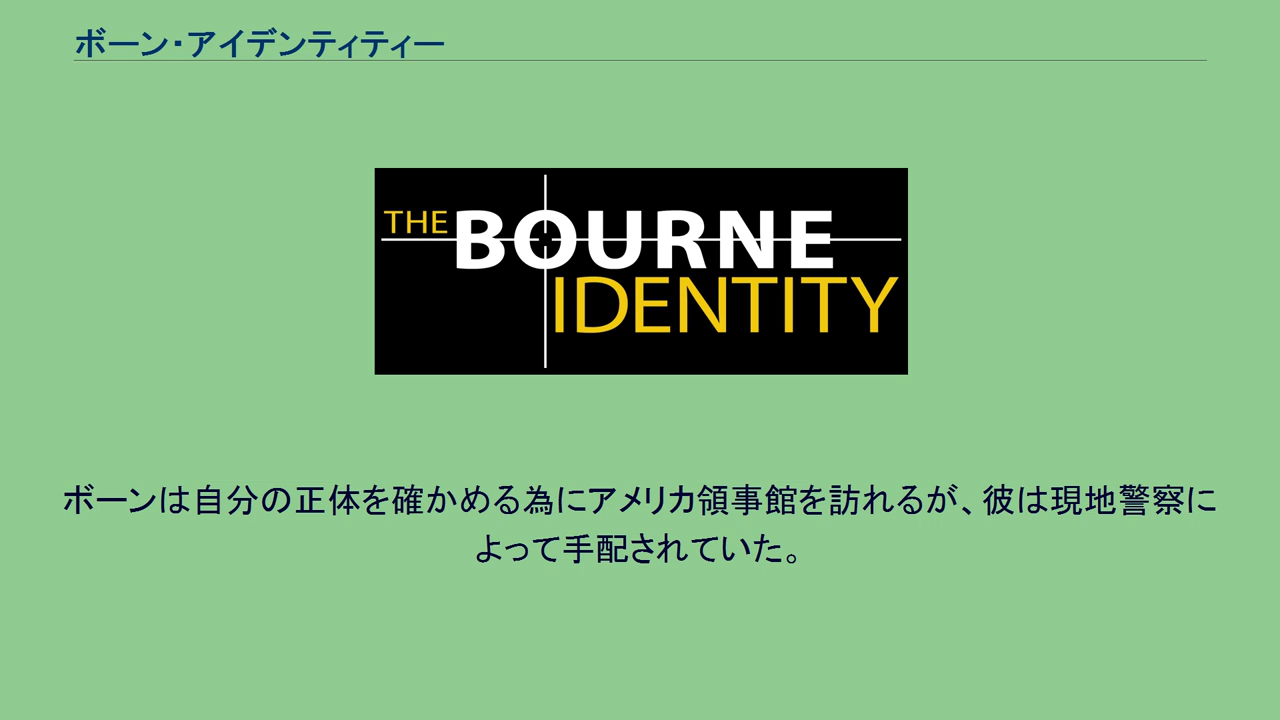 ボーン・アイデンティティー
THE BOURNE
IDENTITY
ボーンは自分の正体を確かめる為にアメリカ領事館を訪れるが、彼は現地警察に
よって手配されていた。